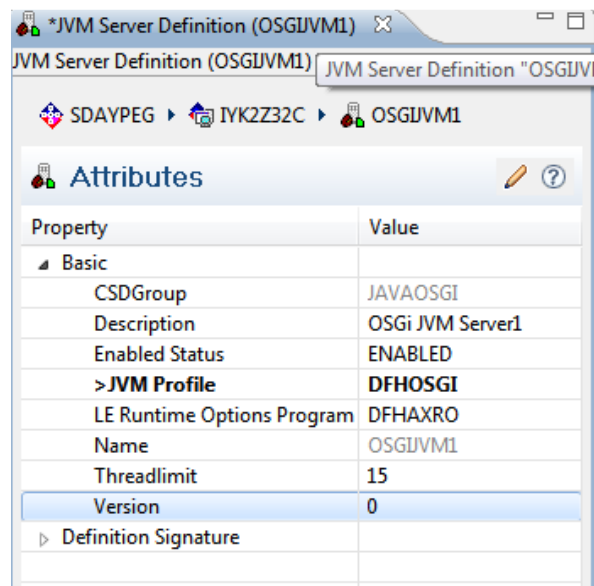 *JVM Server Definition (OSGIJVM1)
JVM Server Definition (OSGIJVM1)
JVM Server Definition "OSGIJV
SDAYPEG IYK2Z32C OSGIJVM1
Attributes
Property Value
Basic
CSDGroup JAVAOSGI
Description OSGi JVM Server1
Enabled Status ENABLED
>JVM Profile DFHOSGI
LE Runtime Options Program DFHAXRO
Name OSGIJVM1
Threadlimit 15
Version 0
Definition Signature